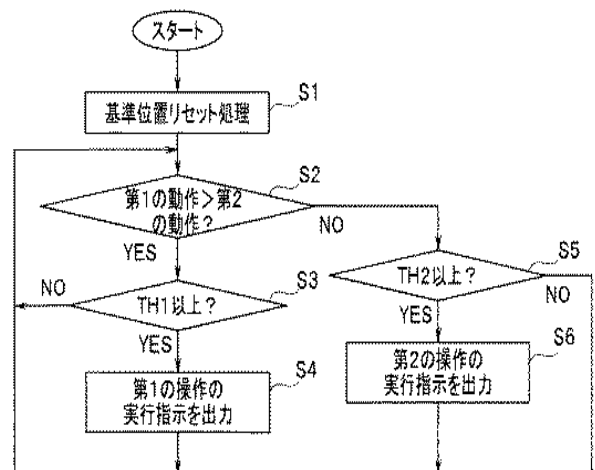 スタート
基準位置リセット処理
S1
第1の動作>第2
の動作?
S2
YES
NO
TH1以上?
S3
NO
YES
第1の操作の
実行指示を出力
S4
TH2以上?
S5
NO
YES
第2の操作の
実行指示を出力
S6